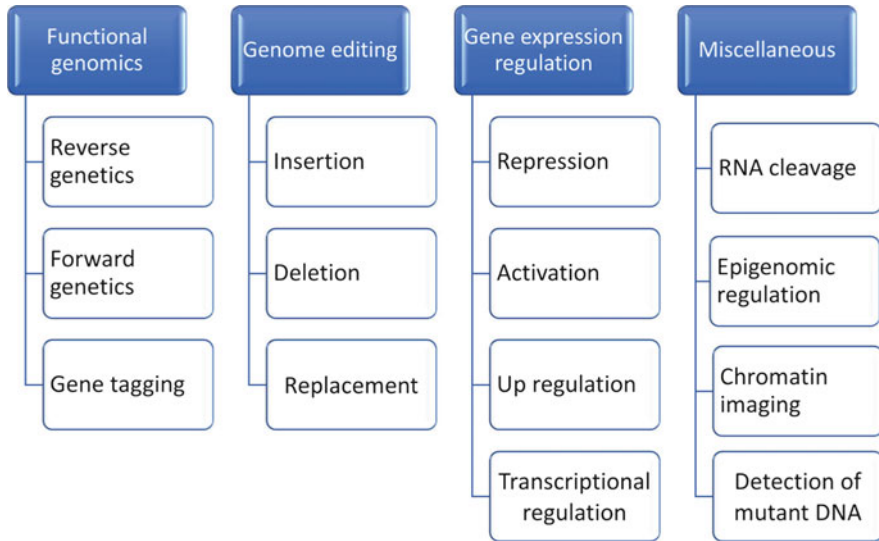 Functional
genomics
Reverse
genetics
Forward
genetics
Gene tagging
Genome editing
Insertion
Deletion
Replacement
Gene expression
regulation
Repression
Activation
Up regulation
Transcriptional
regulation
Miscellaneous
RNA cleavage
Epigenomic
regulation
Chromatin
imaging
Detection of
mutant DNA